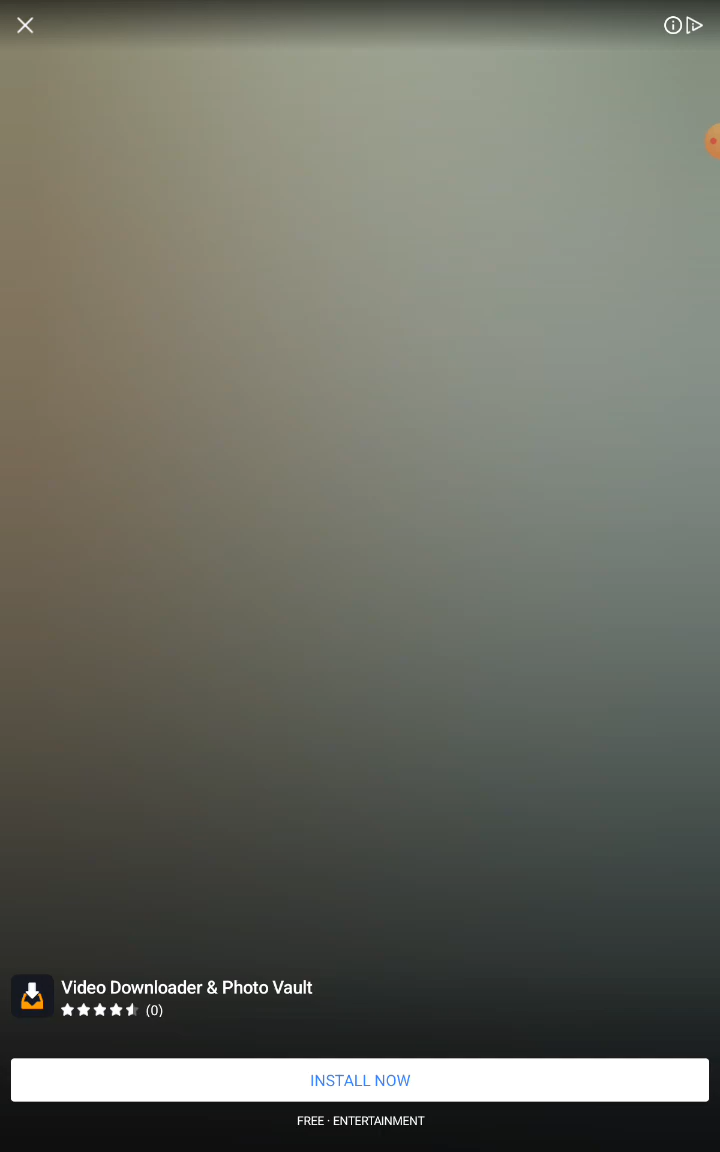 Video Downloader & Photo Vault
(0)
INSTALL NOW
FREE · ENTERTAINMENT